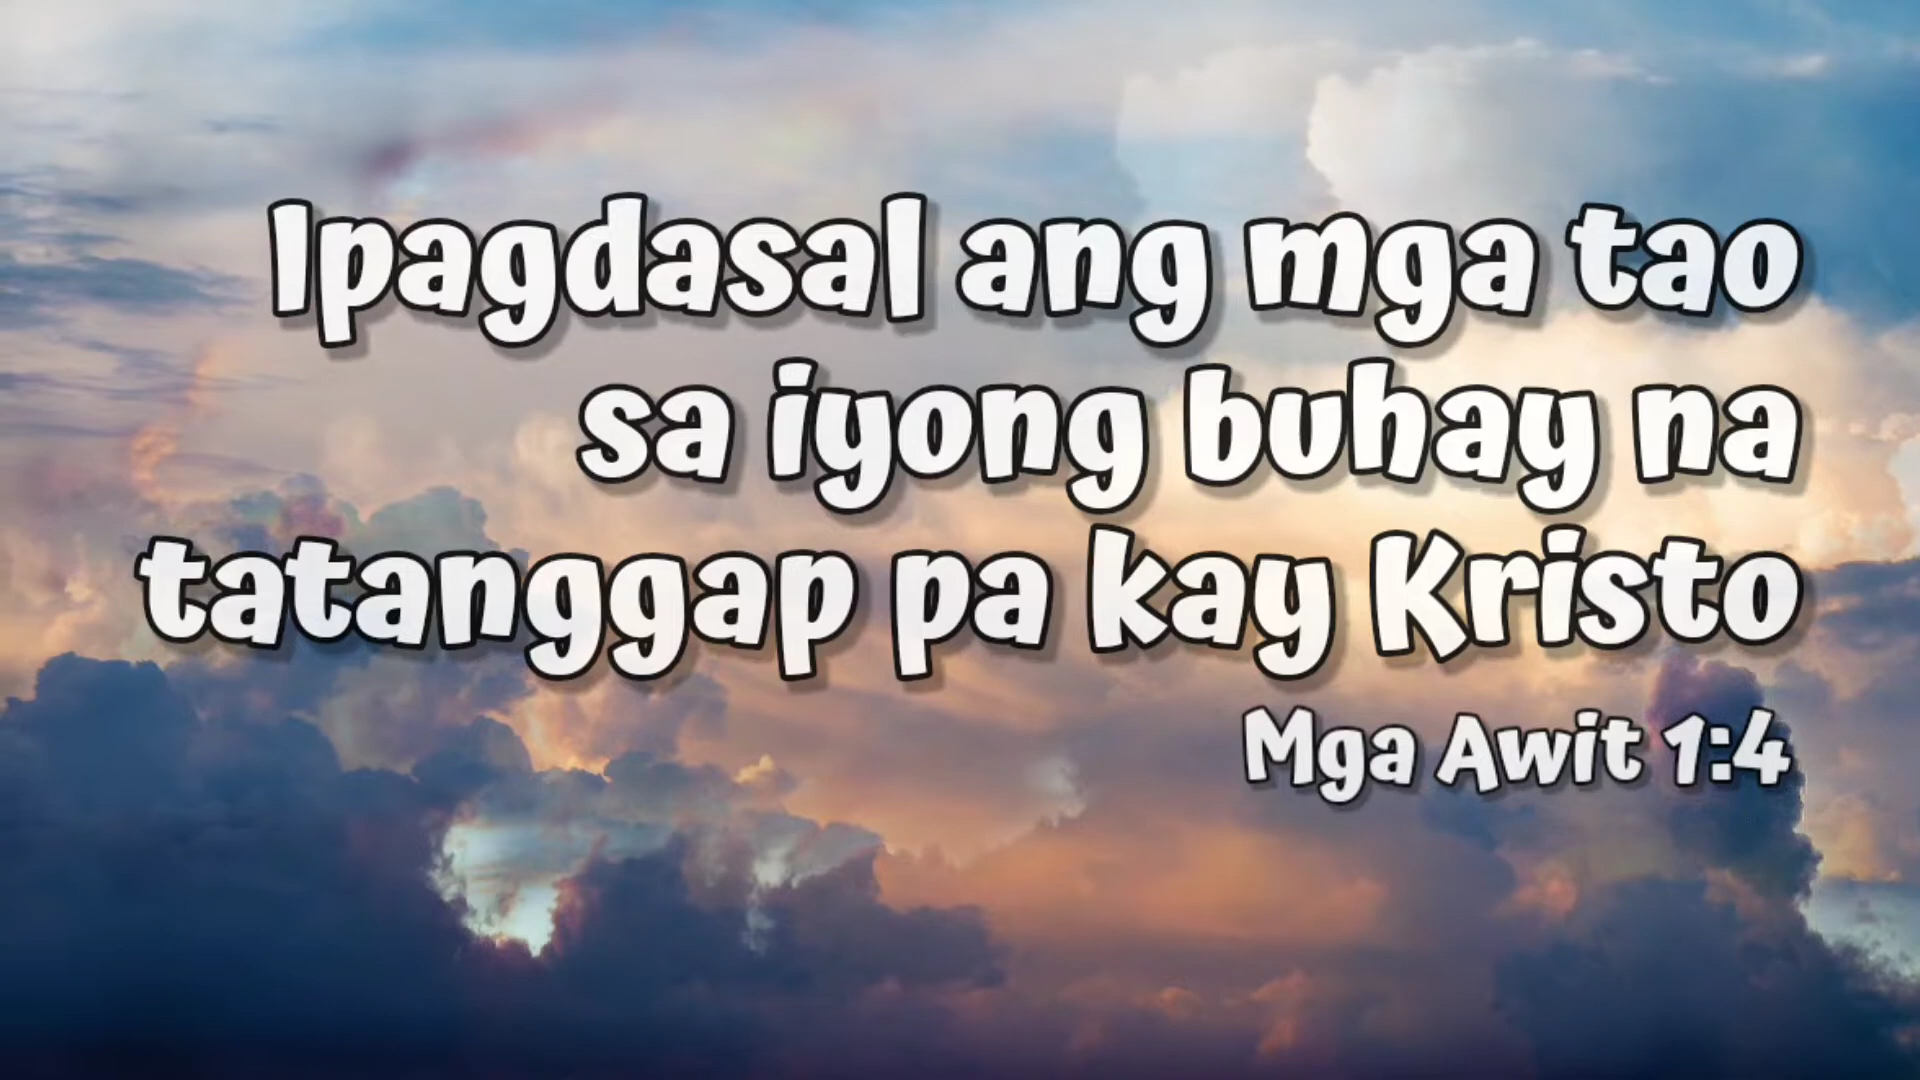 Ipagdasal ang mga tao
sa iyong buhay na
tatanggap pa kay Kristo
Mga Awit 1:4